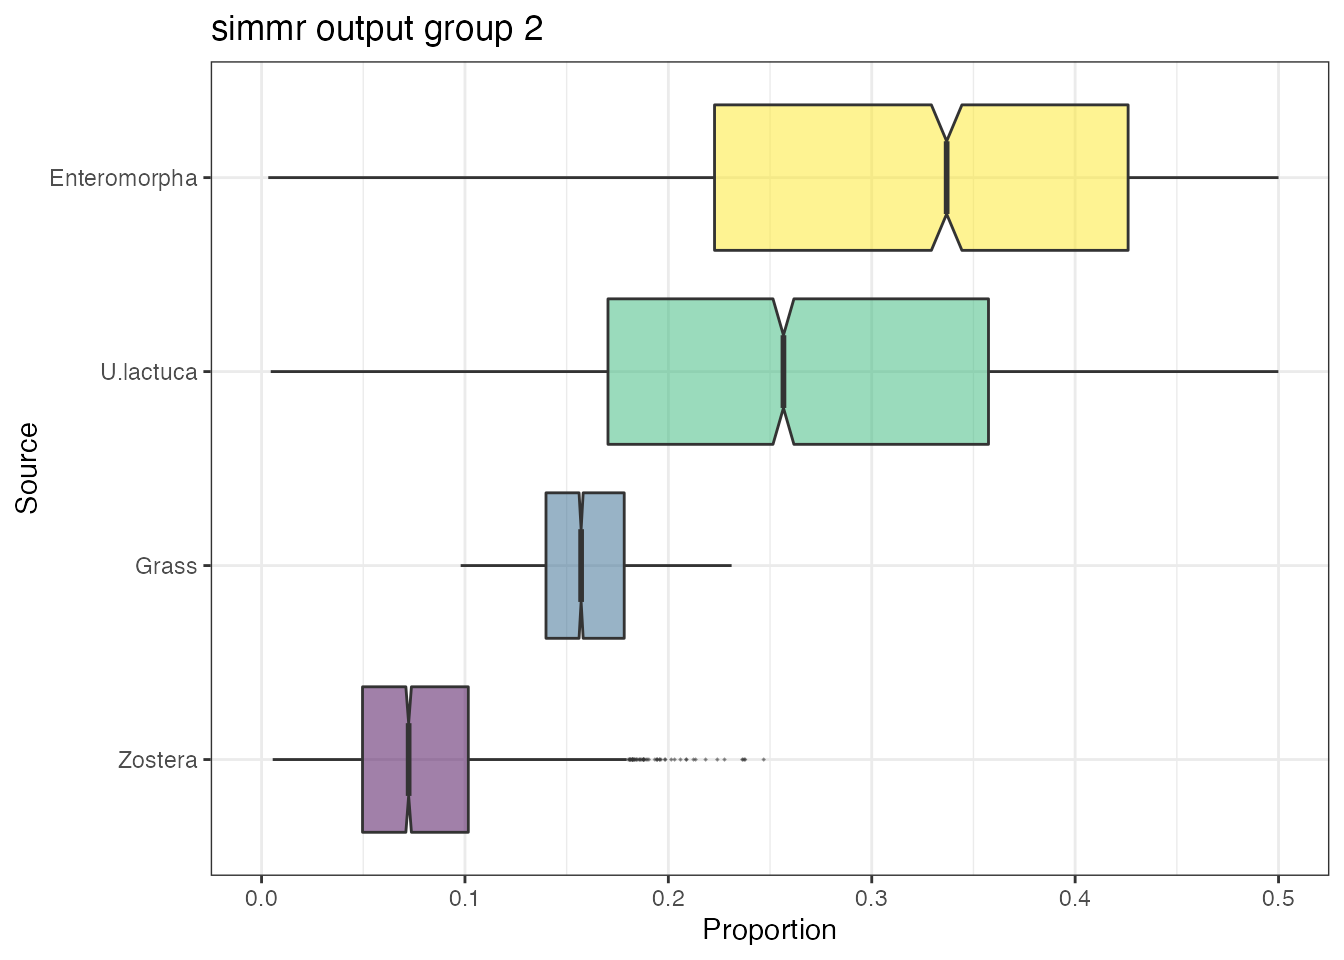 simmr output group 2
Enteromorpha
U.lactuca
Grass
Zostera
Source
0.0 0.1 0.2 0.3 0.4 0.5
Proportion